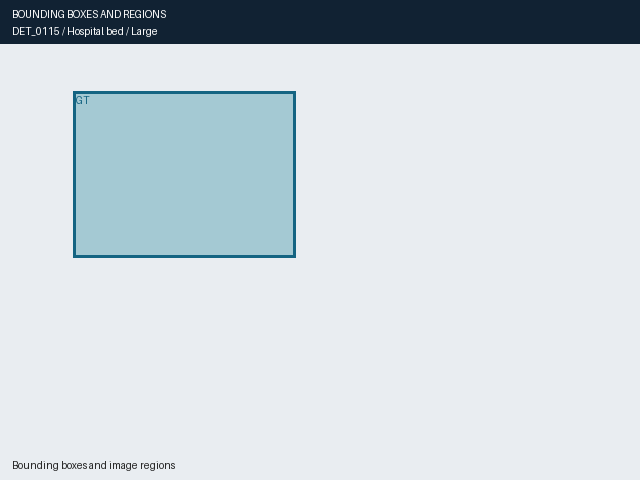 BOUNDING BOXES AND REGIONS
DET_0115 / Hospital bed / Large
GT
Bounding boxes and image regions